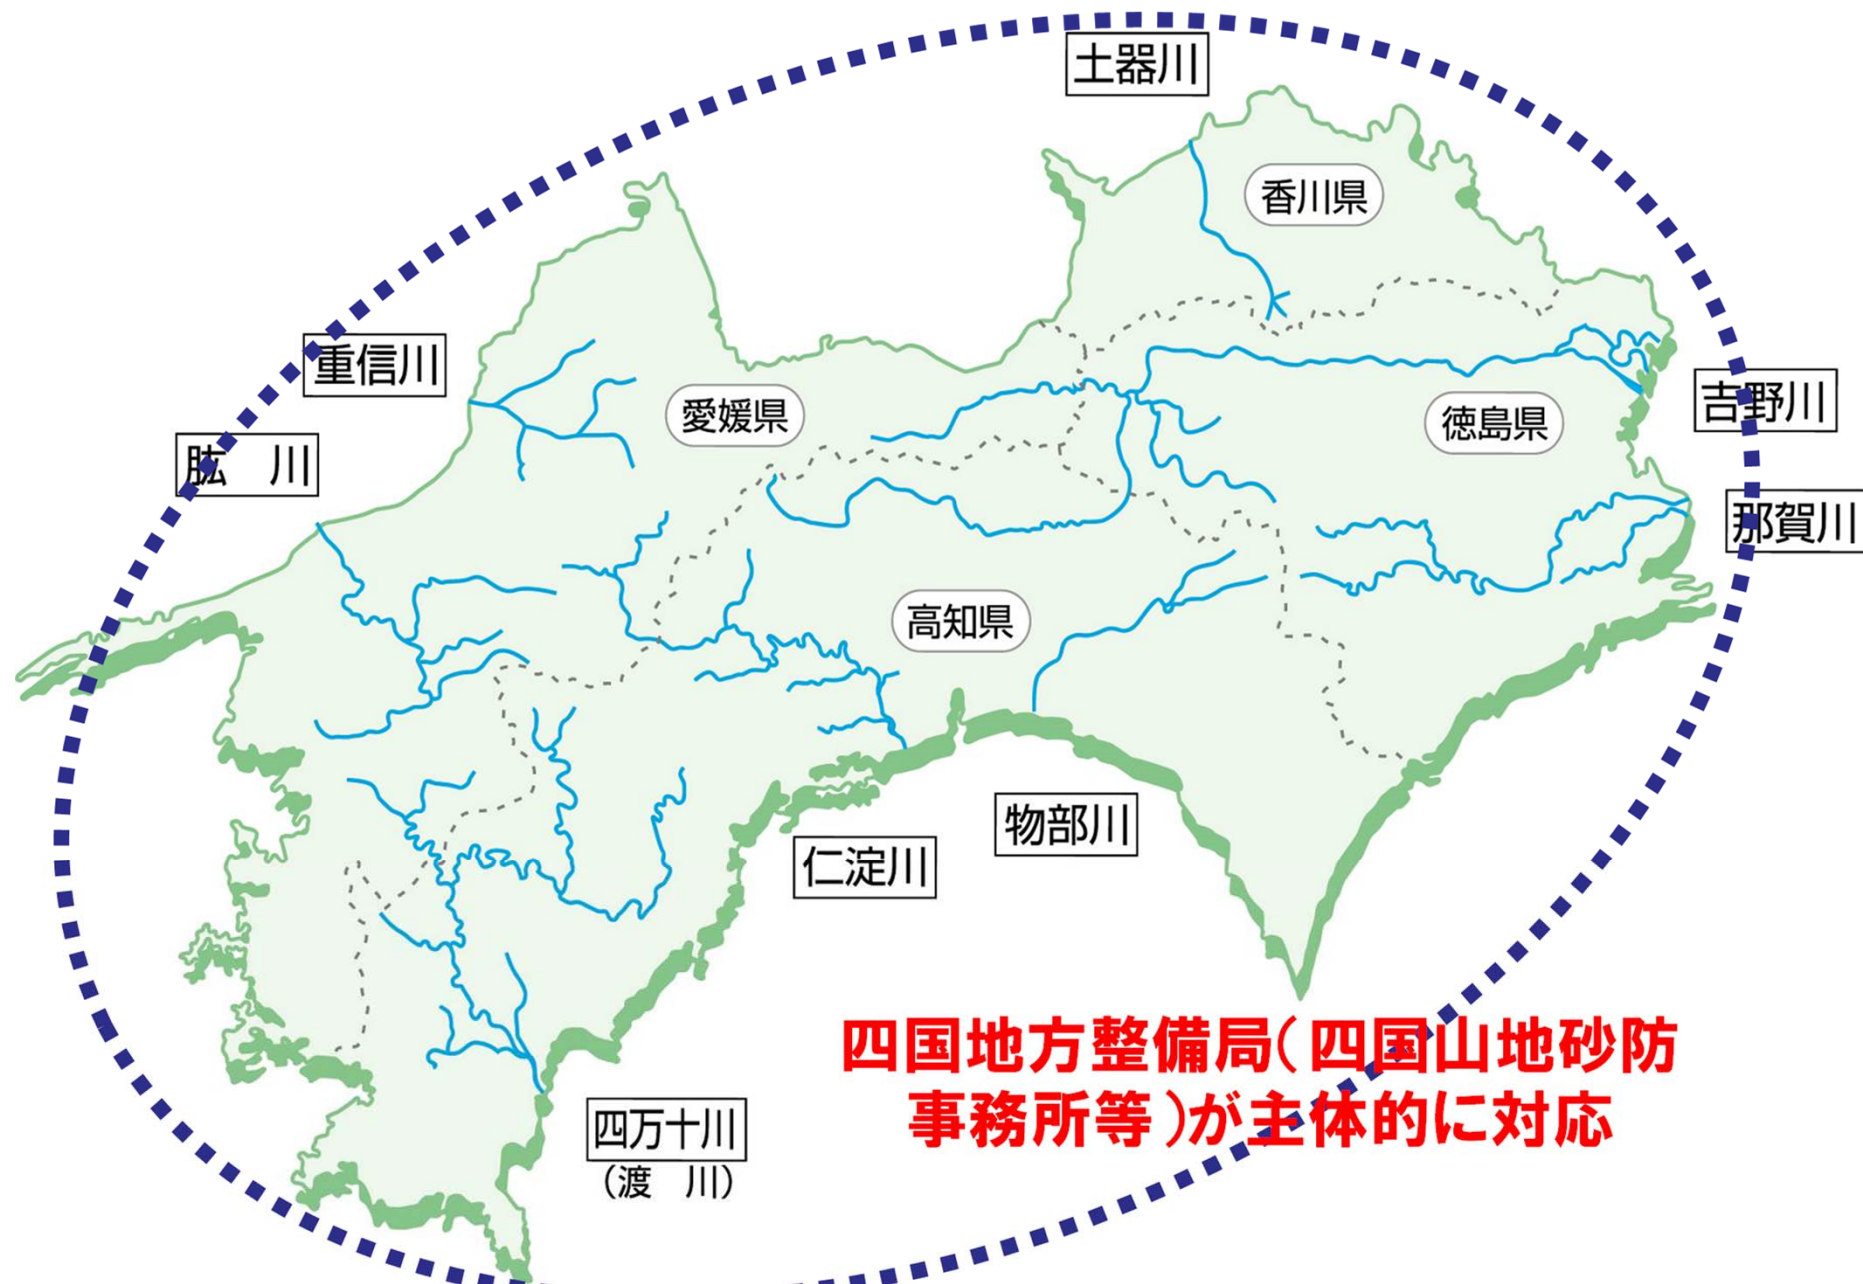 土器川
香川県
重信川
愛媛県
吉野川
徳島県
肱　川
那賀川
高知県
物部川
仁淀川
四国地方整備局(四国山地砂防
事務所等)が主体的に対応
四万十川
(渡　川)